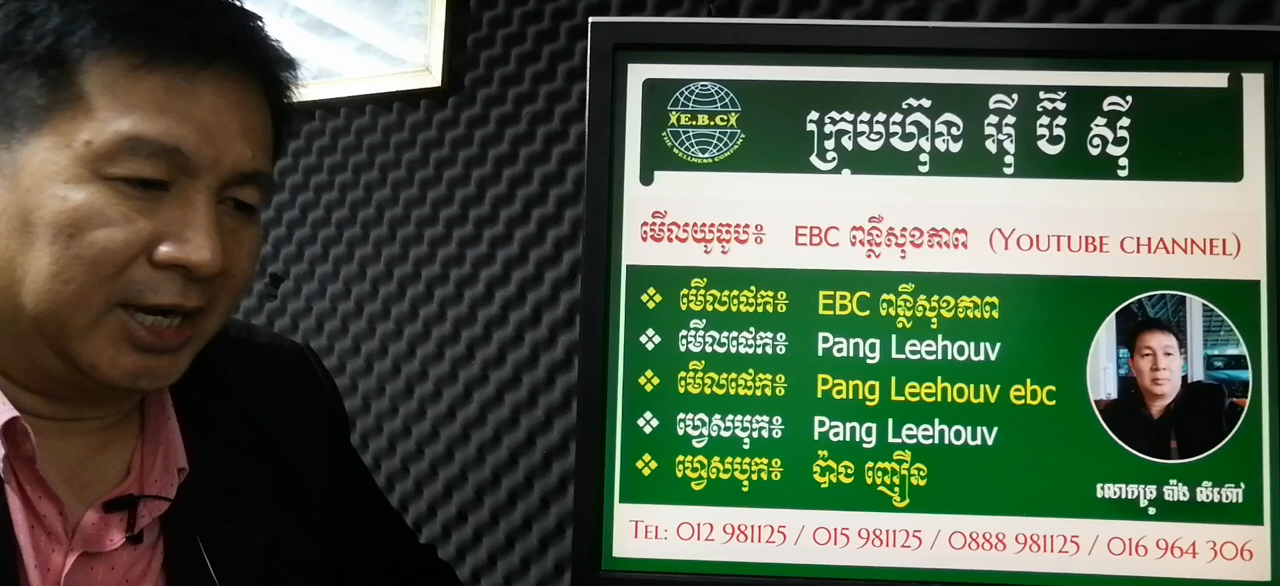 E.B.C
THE WELLNESS COMPANY
ក្រុមហ៊ុន អ៊ី ប៊ី ស៊ី
មើលយូធូប៖ EBC ពន្លឺសុខភាព (YOUTUBE CHANNEL)
❖ មើលផេក៖ EBC ពន្លឺសុខភាព
❖ មើលផេក៖ Pang Leehouv
❖ មើលផេក៖ Pang Leehouv ebc
❖ ហ្វេសបុក៖ Pang Leehouv
❖ ហ្វេសបុក៖ ប៉ាង ញឿន
លោកគ្រូ ប៉ាង លីហ៊ៅ
TEL: 012 981125 / 015 981125 / 0888 981125 / 016 964 306